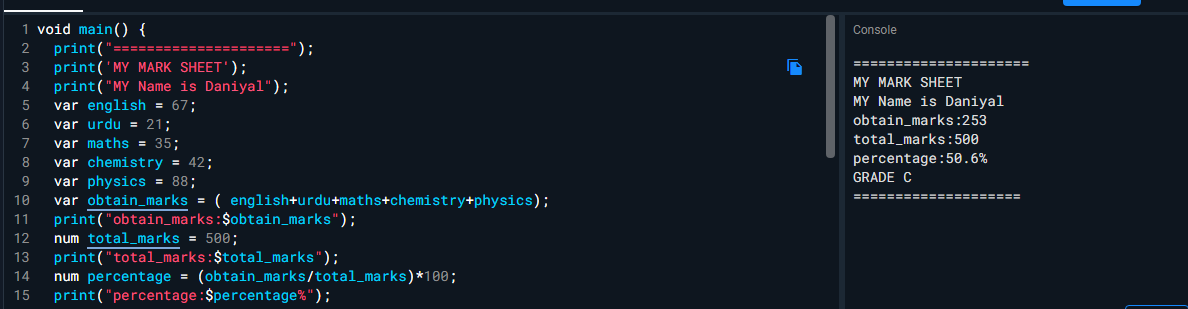 1 void main() {
2 print("=====================");
3 print('MY MARK SHEET');
4 print("MY Name is Daniyal");
5 var english = 67;
6 var urdu = 21;
7 var maths = 35;
8 var chemistry = 42;
9 var physics = 88;
10 var obtain_marks = ( english+urdu+maths+chemistry+physics);
11 print("obtain_marks:$obtain_marks");
12 num total_marks = 500;
13 print("total_marks:$total_marks");
14 num percentage = (obtain_marks/total_marks)*100;
15 print("percentage:$percentage%");
Console
=====================
MY MARK SHEET
MY Name is Daniyal
obtain_marks:253
total_marks:500
percentage:50.6%
GRADE C
====================